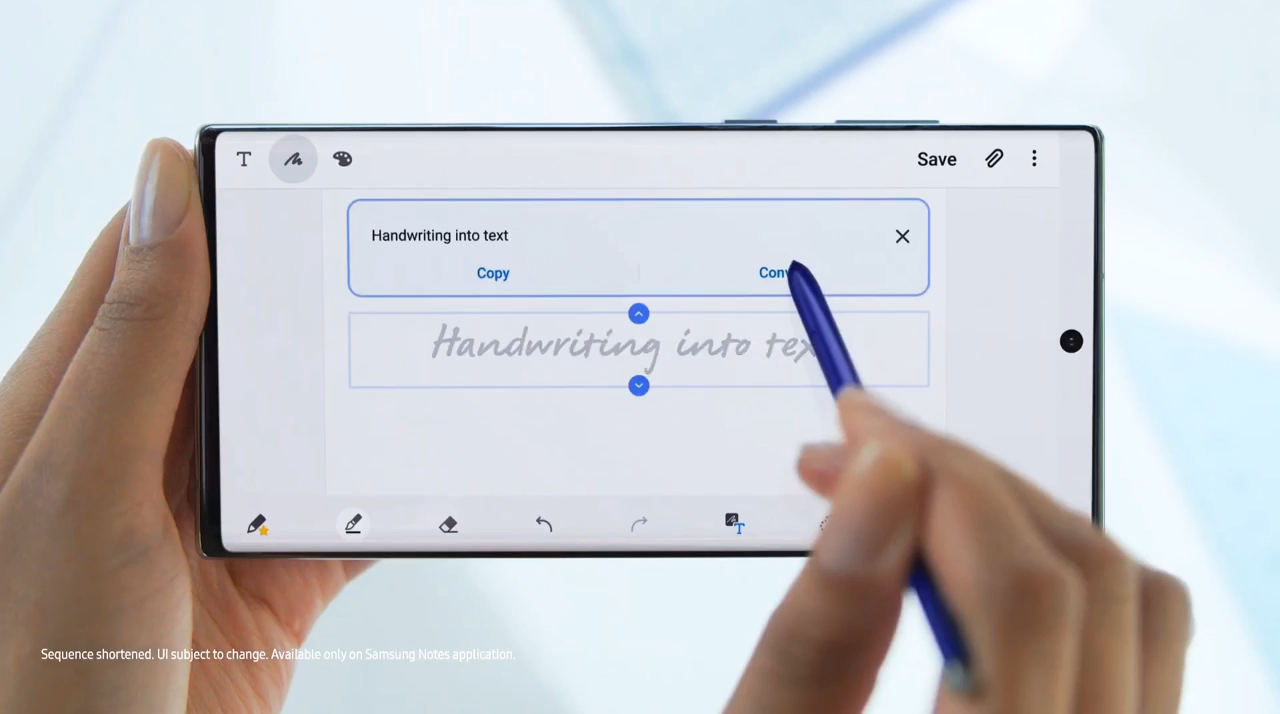 T
Save
Handwriting into text
Copy
Handwriting into
T
Sequence shortened. UI subject to change. Available only on Samsung Notes application.